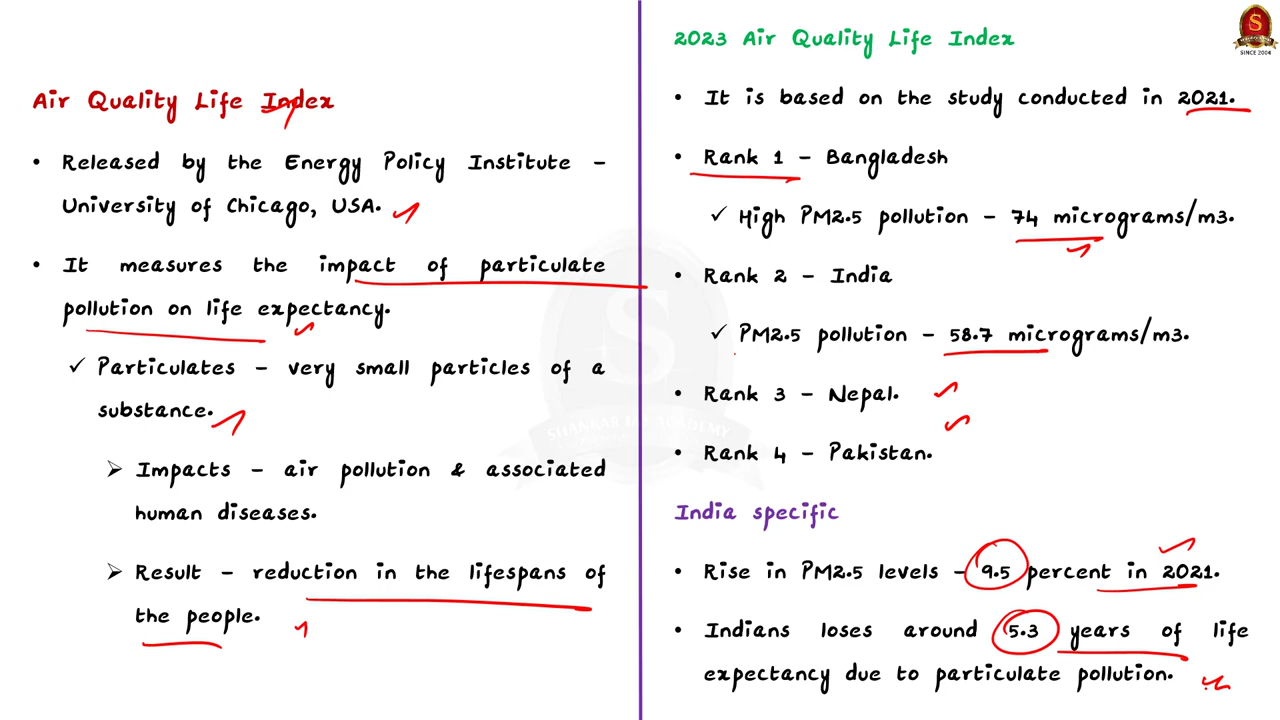 Air Quality Life Index
• Released by the Energy Policy Institute –
University of Chicago, USA.
• It measures the impact of particulate
pollution on life expectancy.
✓ Particulates – very small particles of a
substance.
➢ Impacts – air pollution & associated
human diseases.
➢ Result – reduction in the lifespans of
the people.
2023 Air Quality Life Index
• It is based on the study conducted in 2021.
• Rank 1 – Bangladesh
✓ High PM2.5 pollution – 74 micrograms/m3.
• Rank 2 – India
✓ PM2.5 pollution – 58.7 micrograms/m3.
• Rank 3 – Nepal.
• Rank 4 – Pakistan.
India specific
• Rise in PM2.5 levels – 9.5 percent in 2021.
• Indians loses around 5.3 years of life
expectancy due to particulate pollution.
S
SINCE 2004
S
SHANKAR IAS ACADEMY